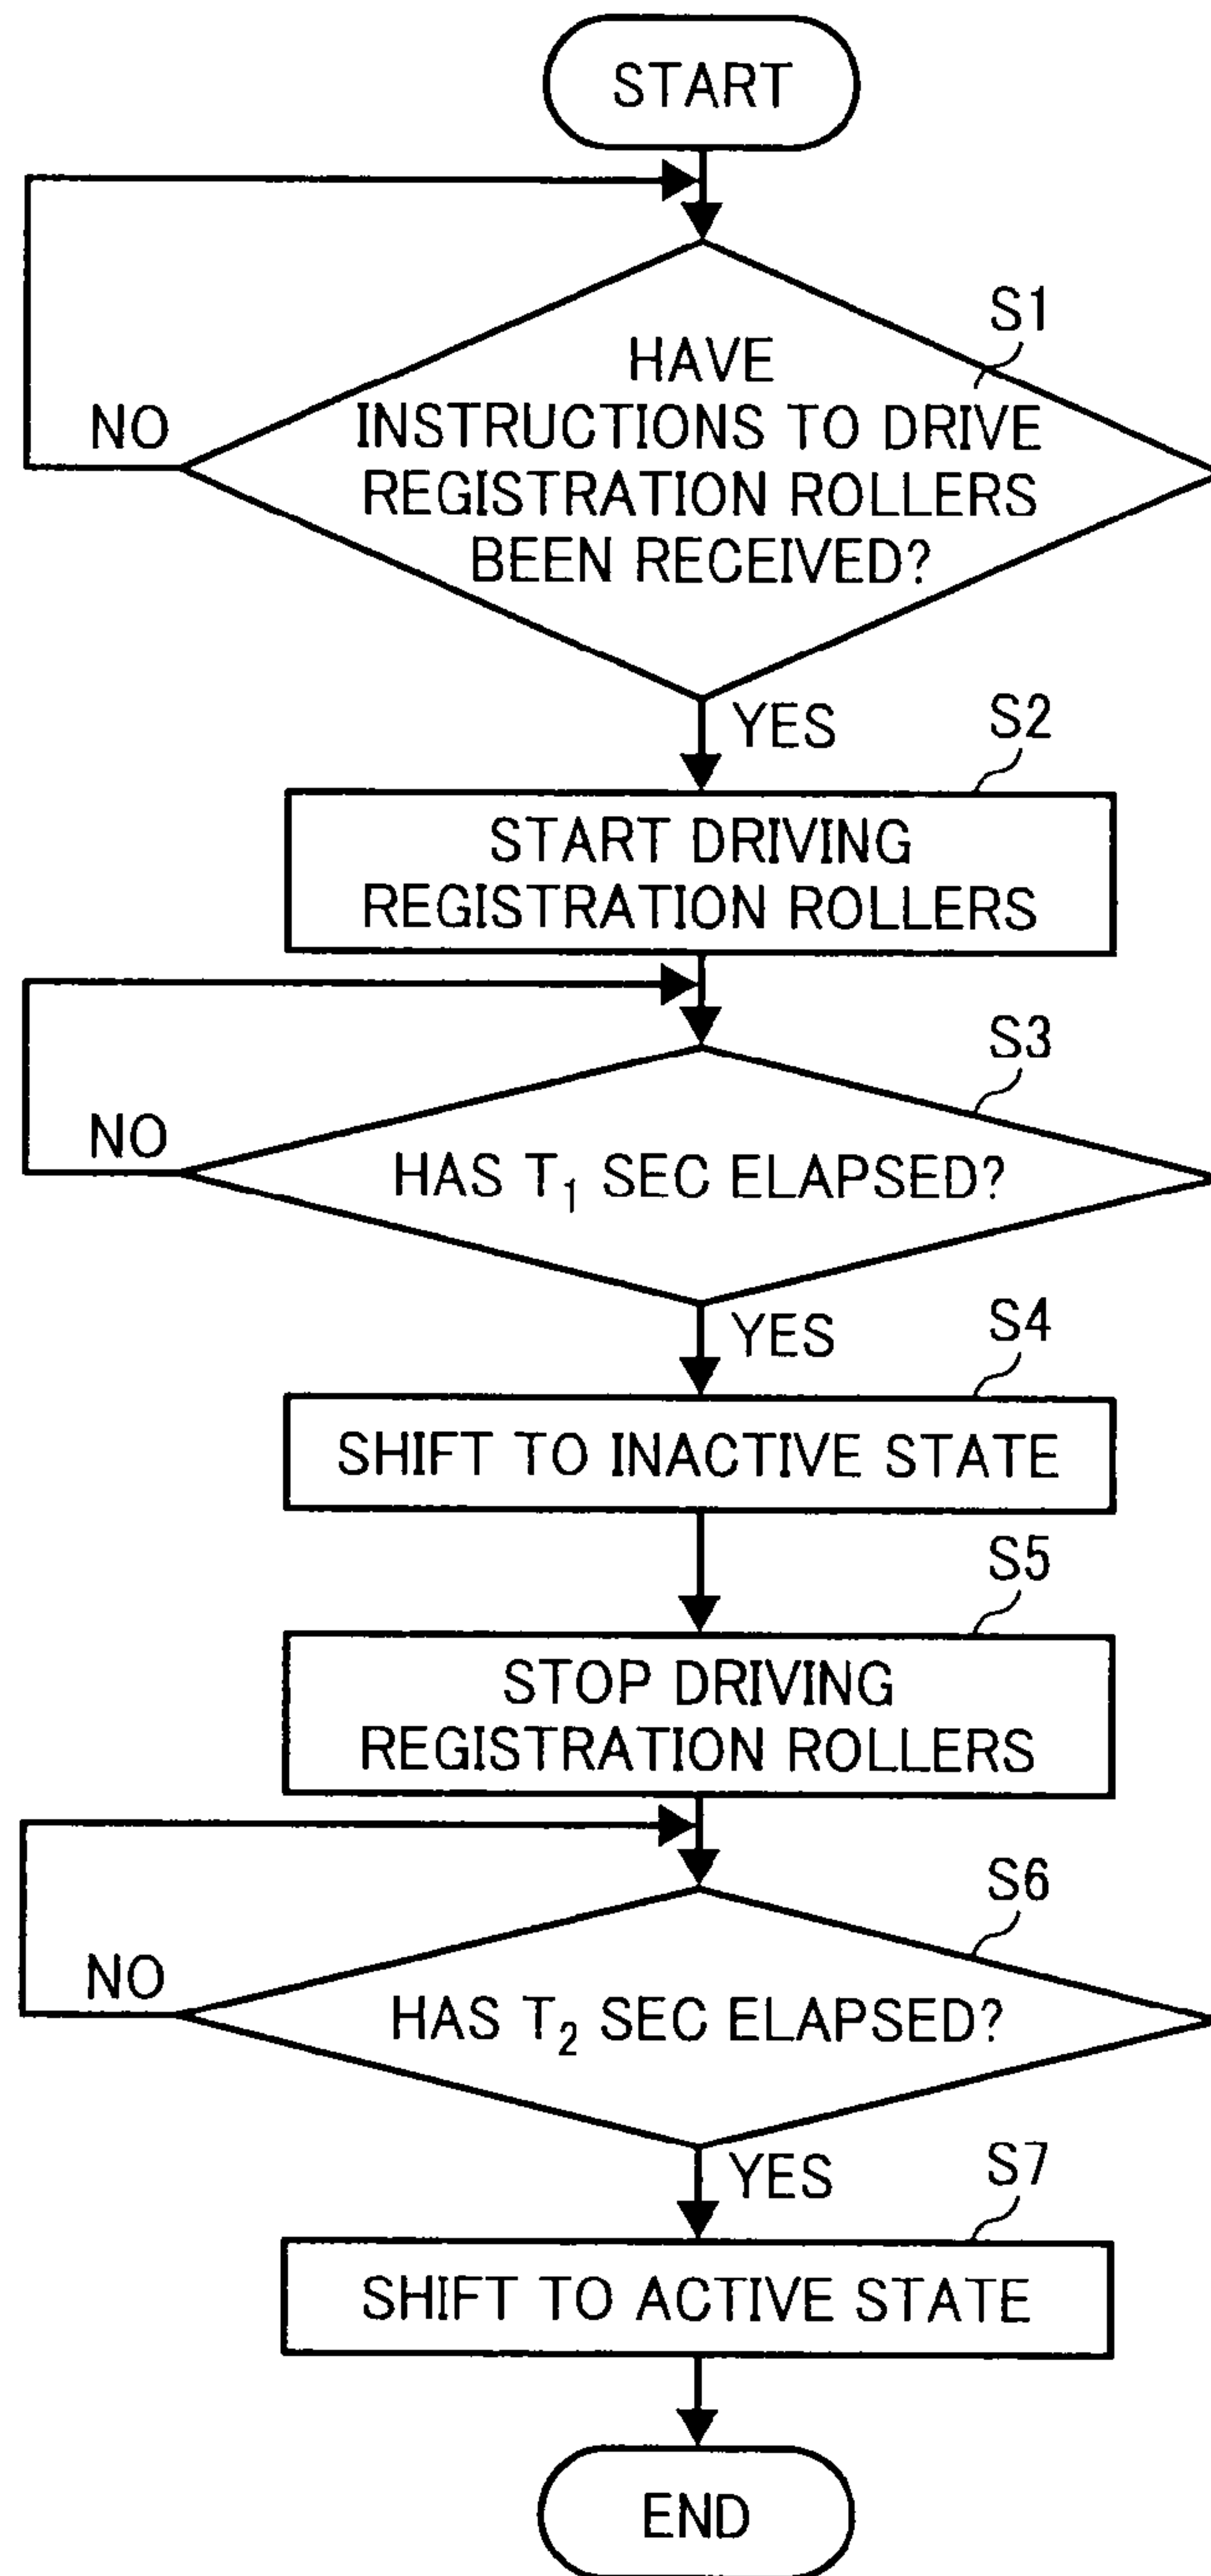 START
S1
HAVE
INSTRUCTIONS TO DRIVE
REGISTRATION ROLLERS
BEEN RECEIVED?
NO
YES
S2
START DRIVING
REGISTRATION ROLLERS
S3
NO
HAS T₁ SEC ELAPSED?
YES
S4
SHIFT TO INACTIVE STATE
S5
STOP DRIVING
REGISTRATION ROLLERS
S6
NO
HAS T₂ SEC ELAPSED?
YES
S7
SHIFT TO ACTIVE STATE
END